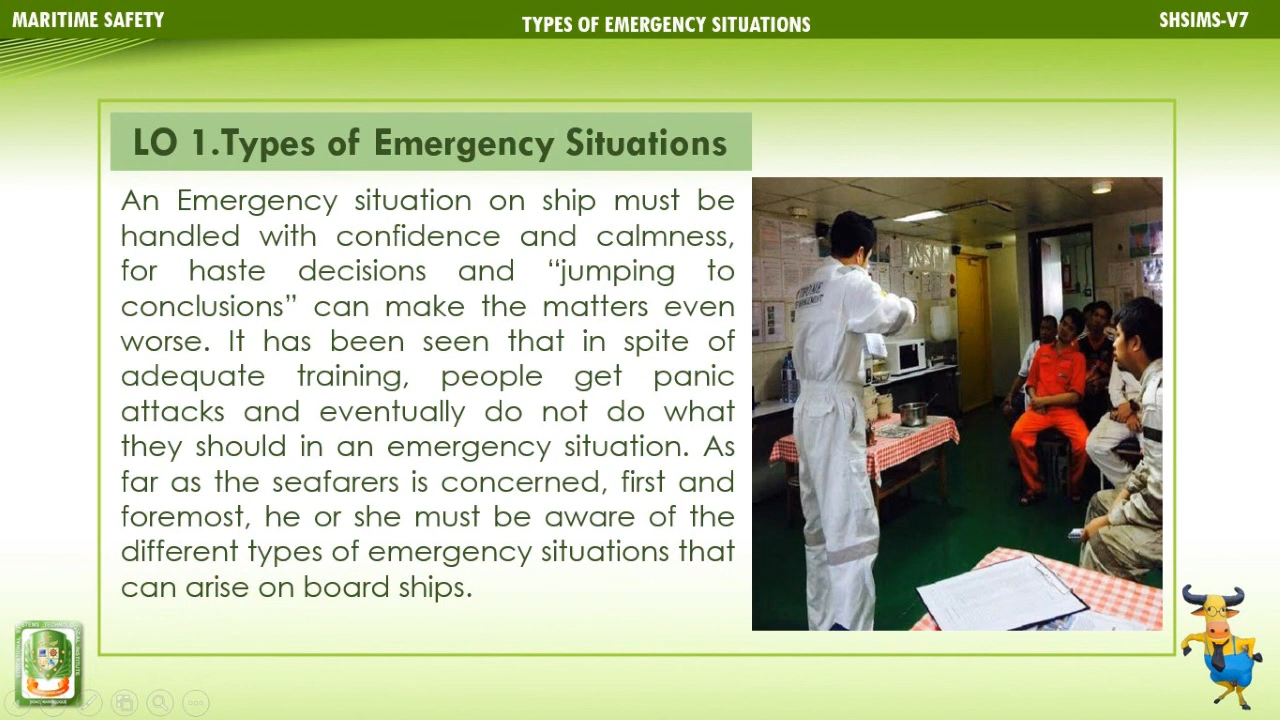 MARITIME SAFETY
TYPES OF EMERGENCY SITUATIONS
SHSIMS-V7
LO 1.Types of Emergency Situations
An Emergency situation on ship must be
handled with confidence and calmness,
for haste decisions and “jumping to
conclusions” can make the matters even
worse. It has been seen that in spite of
adequate training, people get panic
attacks and eventually do not do what
they should in an emergency situation. As
far as the seafarers is concerned, first and
foremost, he or she must be aware of the
different types of emergency situations that
can arise on board ships.